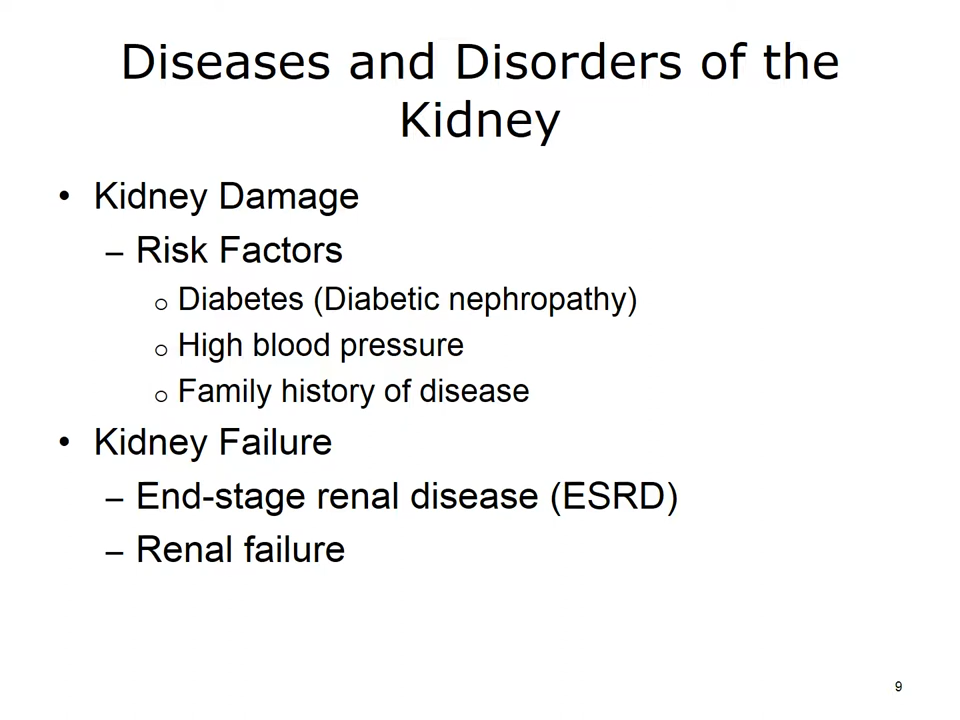 Diseases and Disorders of the
Kidney
• Kidney Damage
– Risk Factors
o Diabetes (Diabetic nephropathy)
o High blood pressure
o Family history of disease
• Kidney Failure
– End-stage renal disease (ESRD)
– Renal failure
9